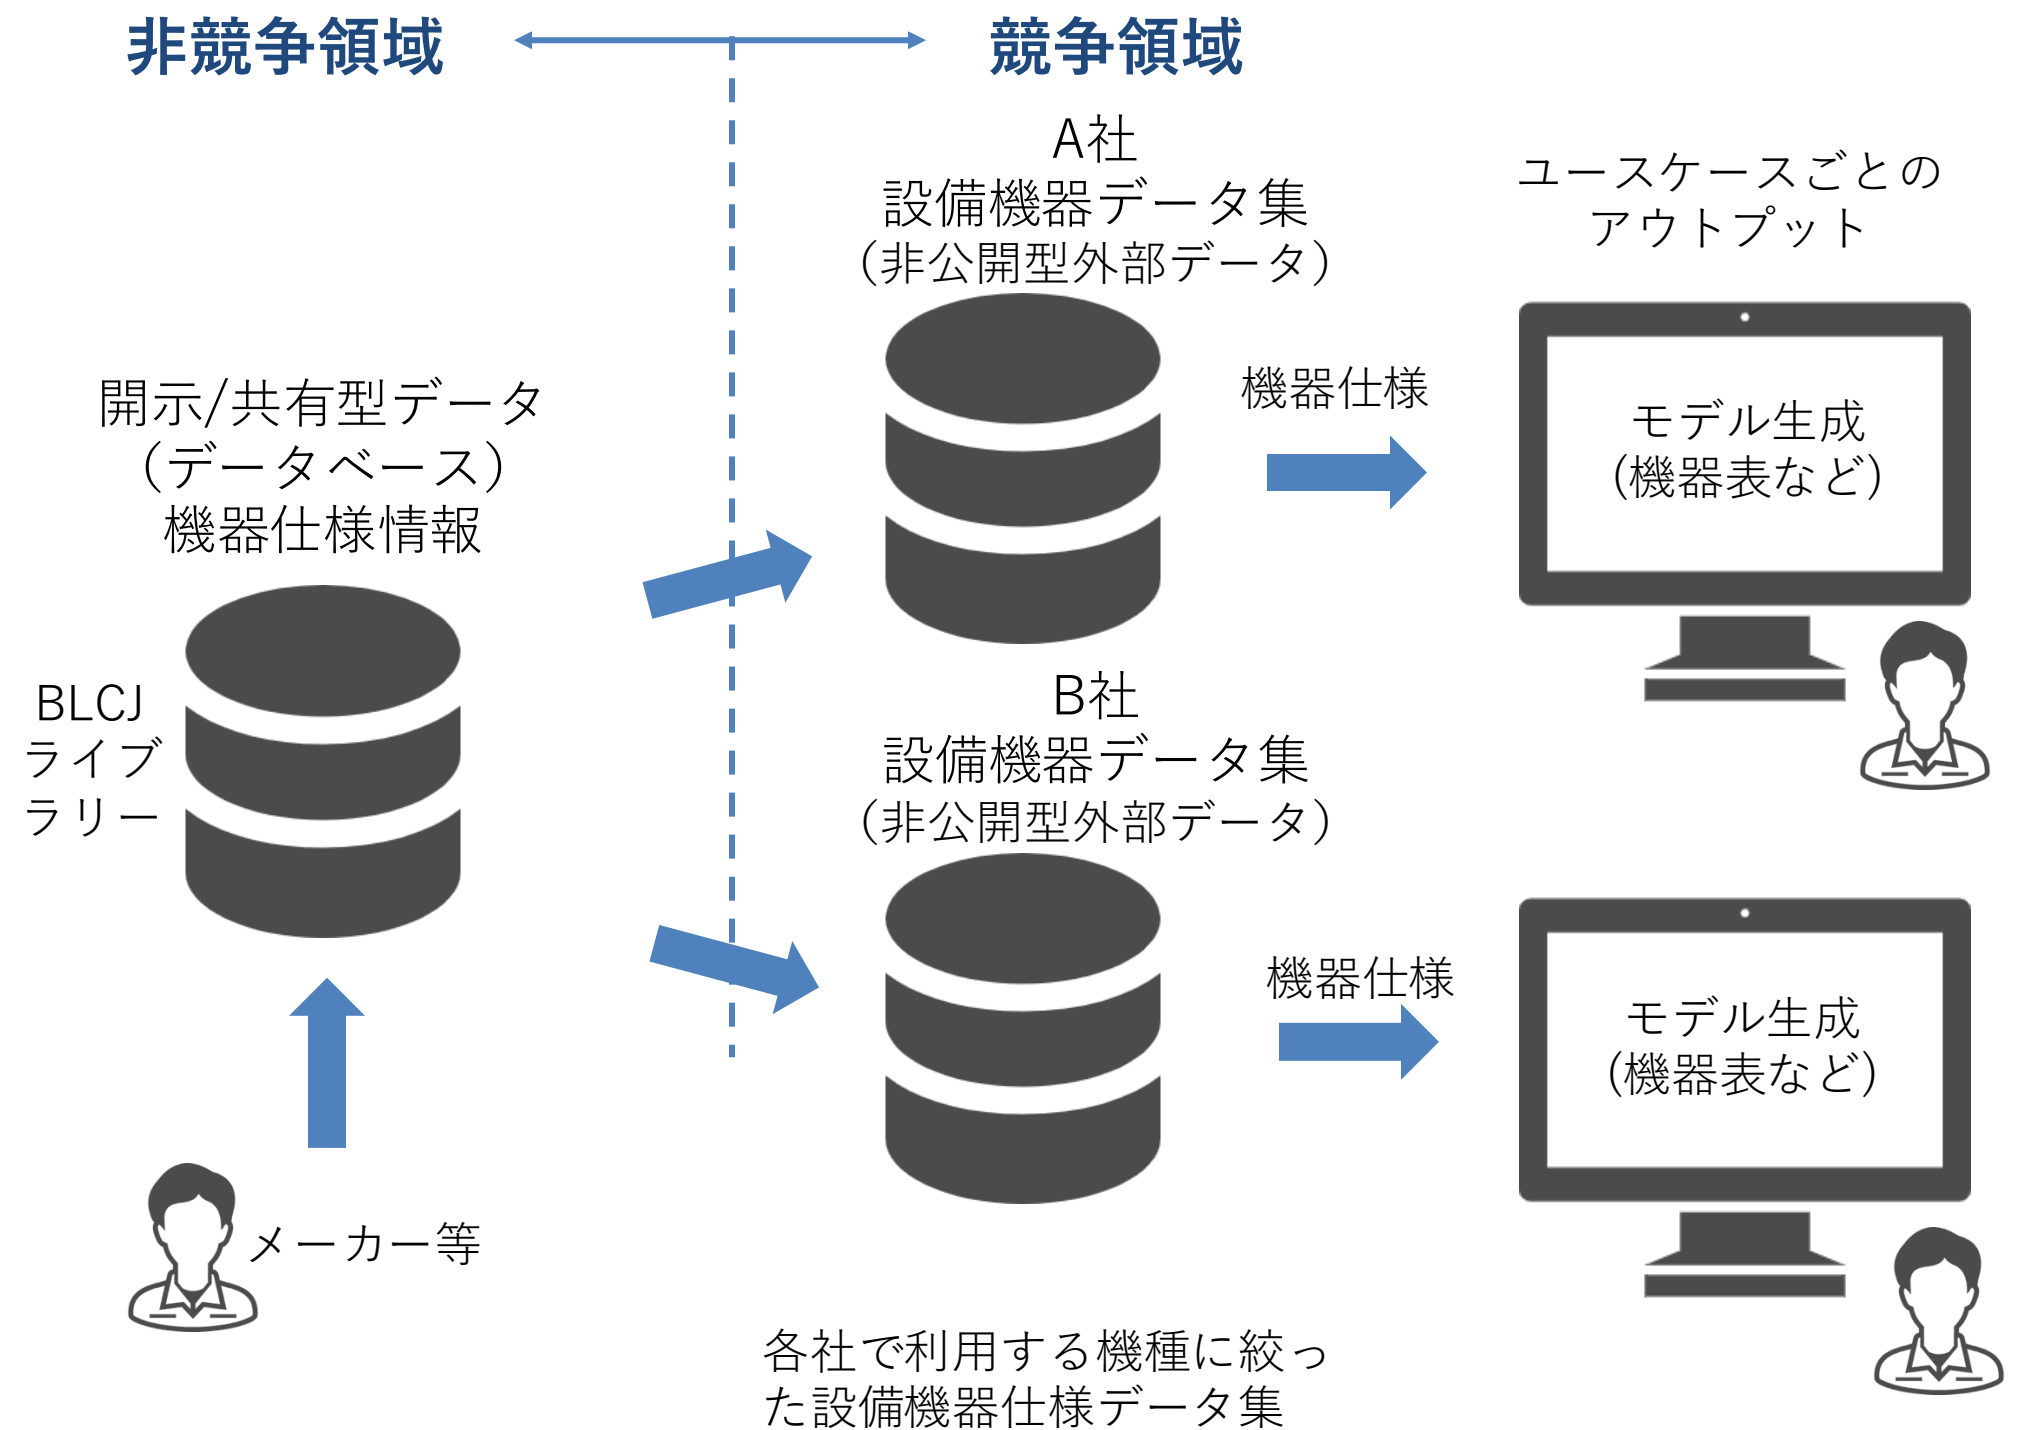 非競争領域
競争領域
A社
設備機器データ集
（非公開型外部データ）
ユースケースごとの
アウトプット
開示/共有型データ
（データベース）
機器仕様情報
BLCJ
ライブ
ラリー
メーカー等
機器仕様
モデル生成
(機器表など)
B社
設備機器データ集
（非公開型外部データ）
機器仕様
モデル生成
(機器表など)
各社で利用する機種に絞っ
た設備機器仕様データ集